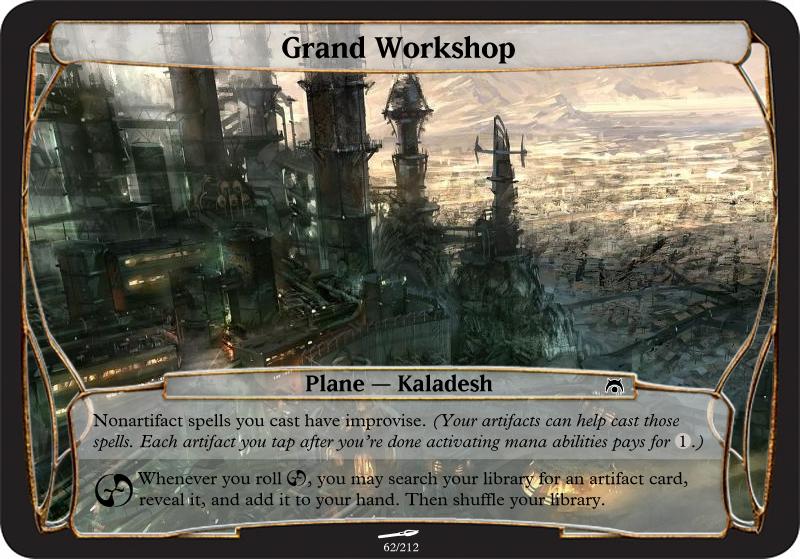 Grand Workshop
Plane — Kaladesh
Nonartifact spells you cast have improvise. (Your artifacts can help cast those
spells. Each artifact you tap after you're done activating mana abilities pays for 1.)
Whenever you roll , you may search your library for an artifact card,
reveal it, and add it to your hand. Then shuffle your library.
62/212